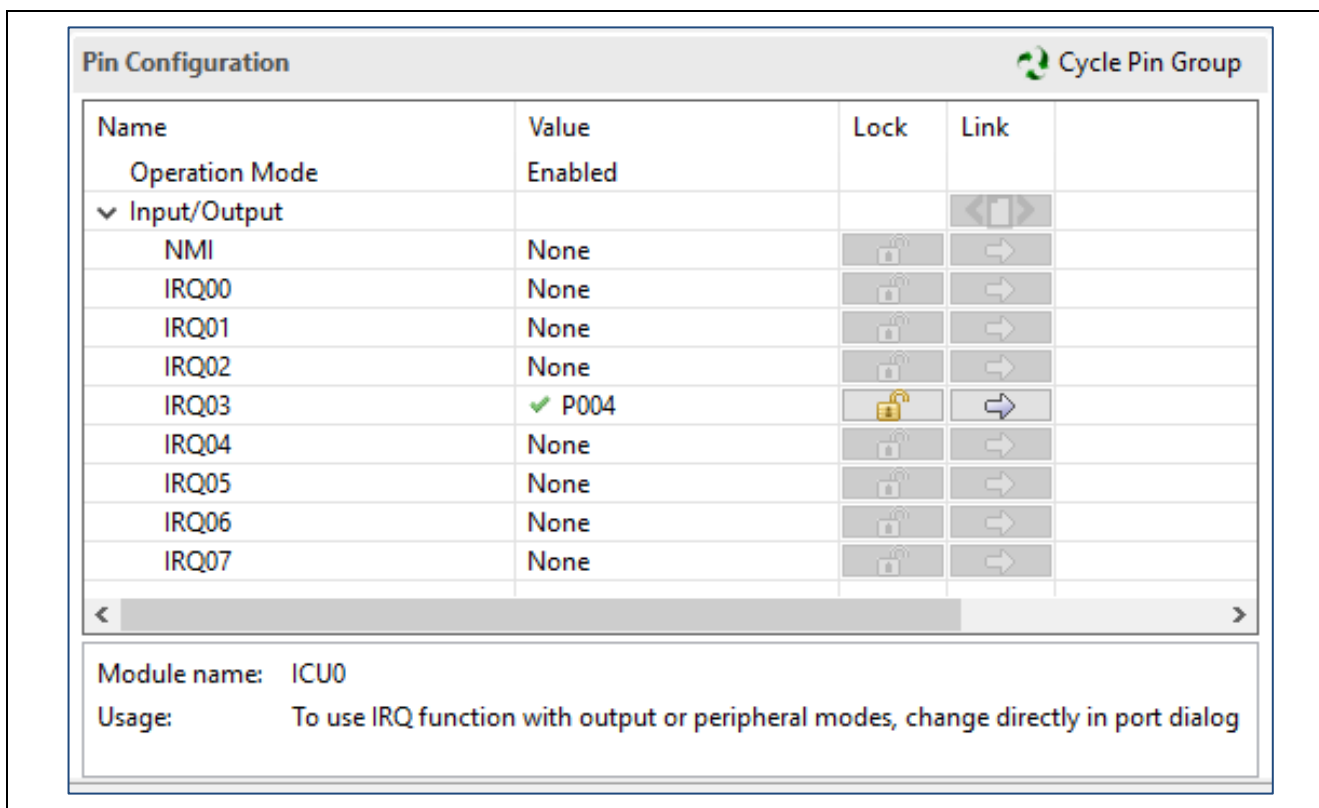 Pin Configuration Cycle Pin Group
Name Value Lock Link
Operation Mode Enabled
Input/Output
NMI None
IRQ00 None
IRQ01 None
IRQ02 None
IRQ03 P004
IRQ04 None
IRQ05 None
IRQ06 None
IRQ07 None
Module name: ICU0
Usage: To use IRQ function with output or peripheral modes, change directly in port dialog